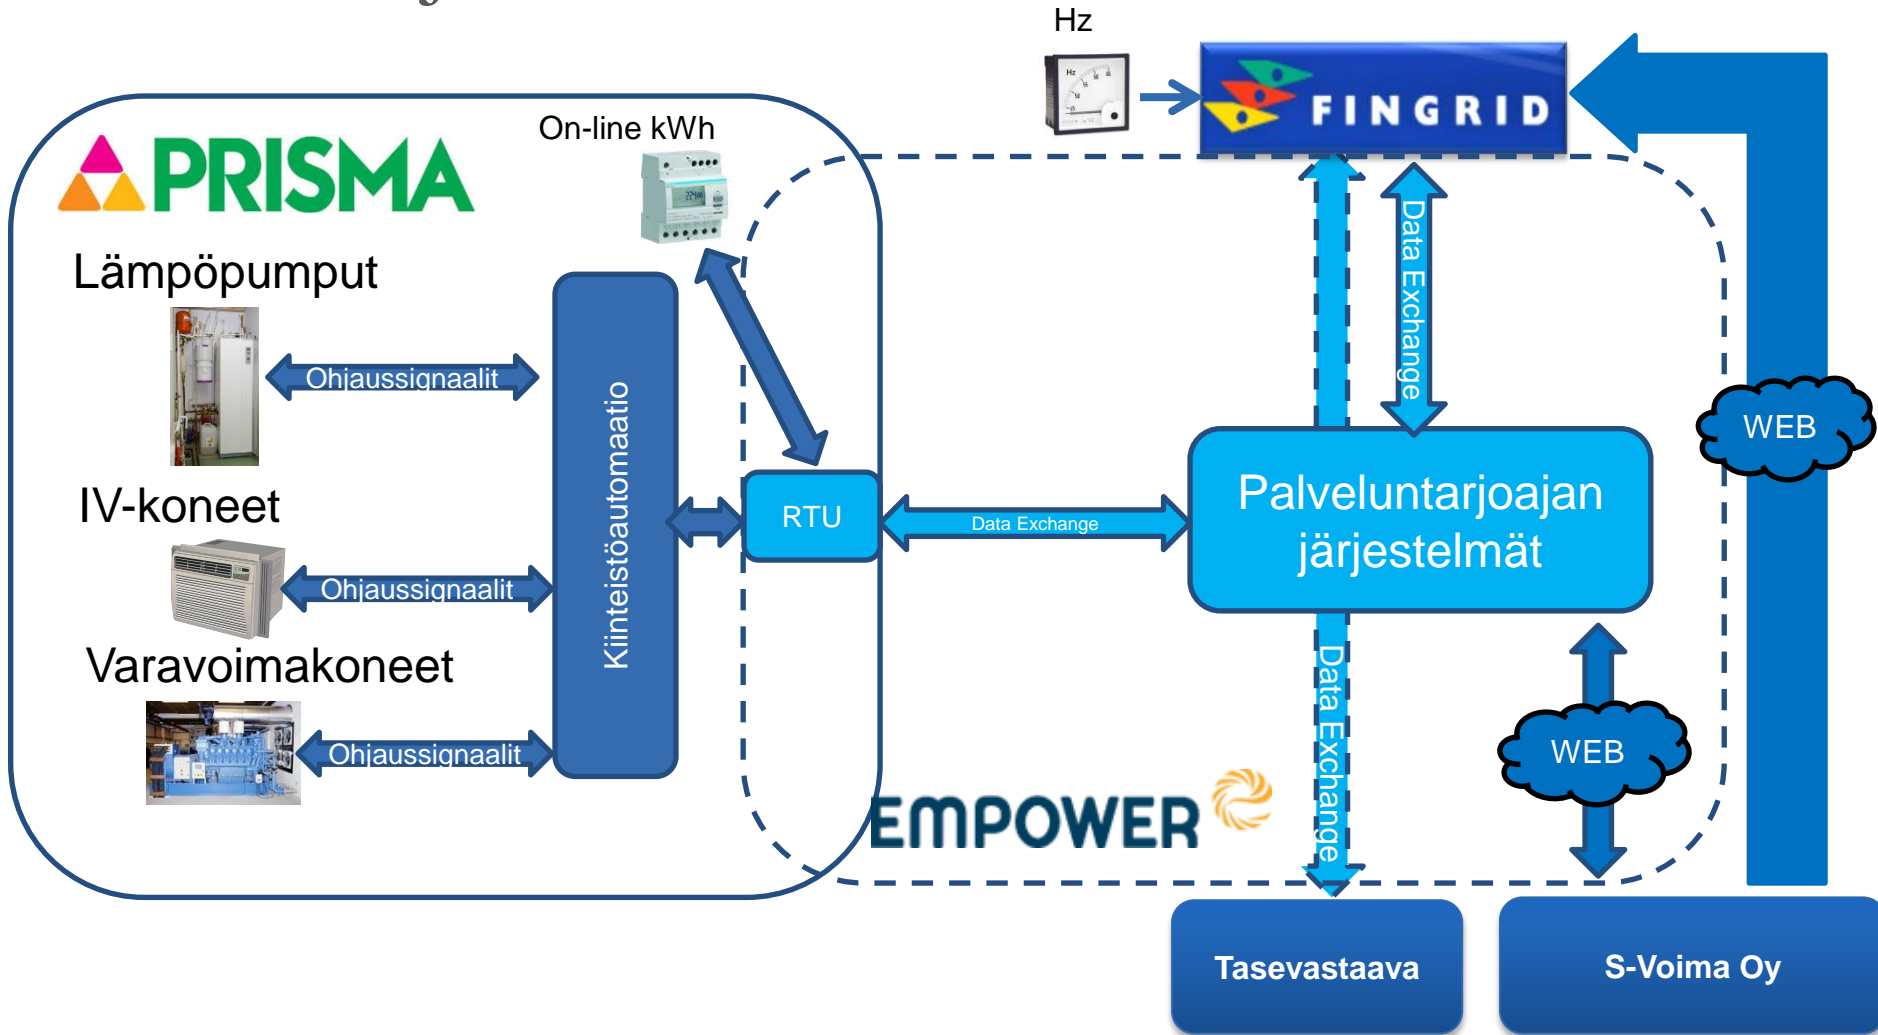 Hz
FINGRID
On-line kWh
PRISMA
Lämpöpumput
Ohjaussignaalit
IV-koneet
Ohjaussignaalit
Varavoimakoneet
Ohjaussignaalit
Kiinteistöautomaatio
RTU
Data Exchange
Data Exchange
Palveluntarjoajan
järjestelmät
Data Exchange
WEB
WEB
EMPOWER
Tasevastaava
S-Voima Oy